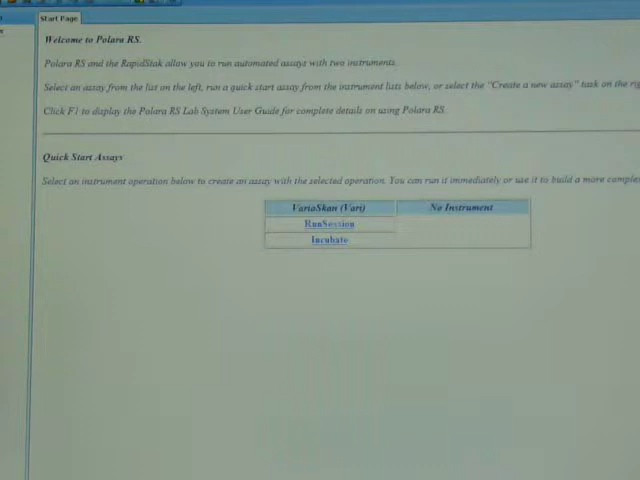 Start Page
Welcome to Polara RS.
Polara RS and the RapidStak allow you to run automated assays with two instruments.
Select an assay from the list on the left, run a quick start assay from the instrument lists below, or select the "Create a new assay" task on the
Click F1 to display the Polara RS Lab System User Guide for complete details on using Polara RS.
Quick Start Assays
Select an instrument operation below to create an assay with the selected operation. You can run it immediately or use it to build a more
VarioSkan (Vari) No Instrument
RunSession
Incubate